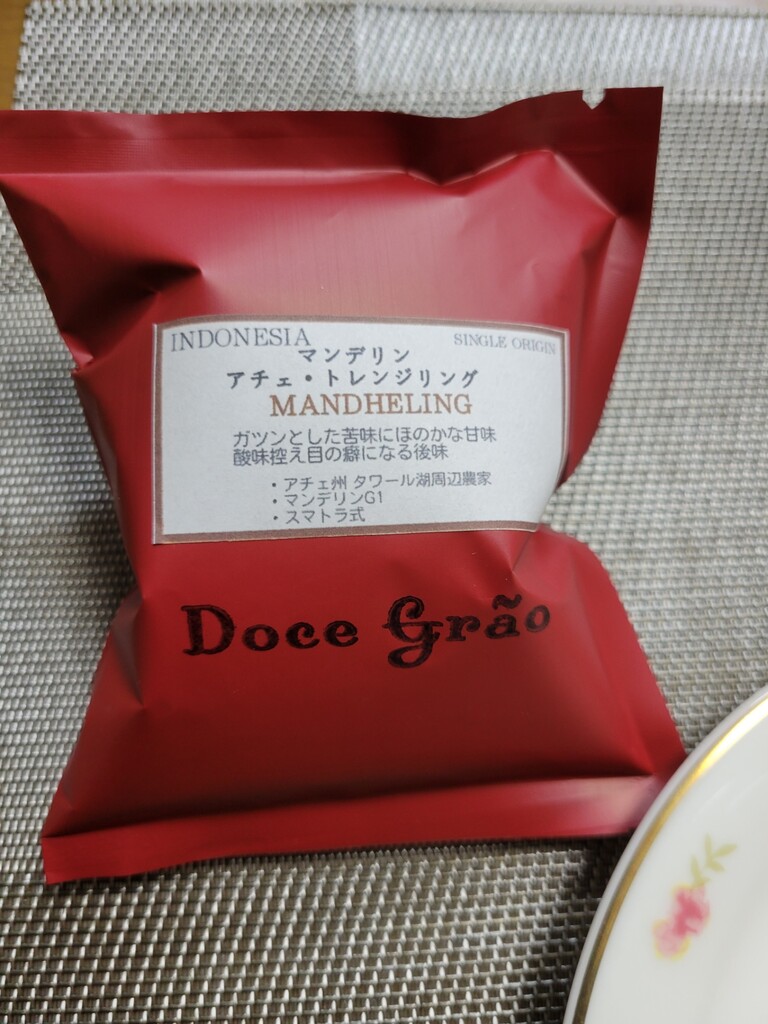 INDONESIA
SINGLE ORIGIN
マンデリン
アチェ・トレンジリング
MANDHELING
ガツンとした苦味にほのかな甘味
酸味控え目の癖になる後味
・アチェ州 タワール湖周辺農家
・マンデリンG1
・スマトラ式
Doce Grão